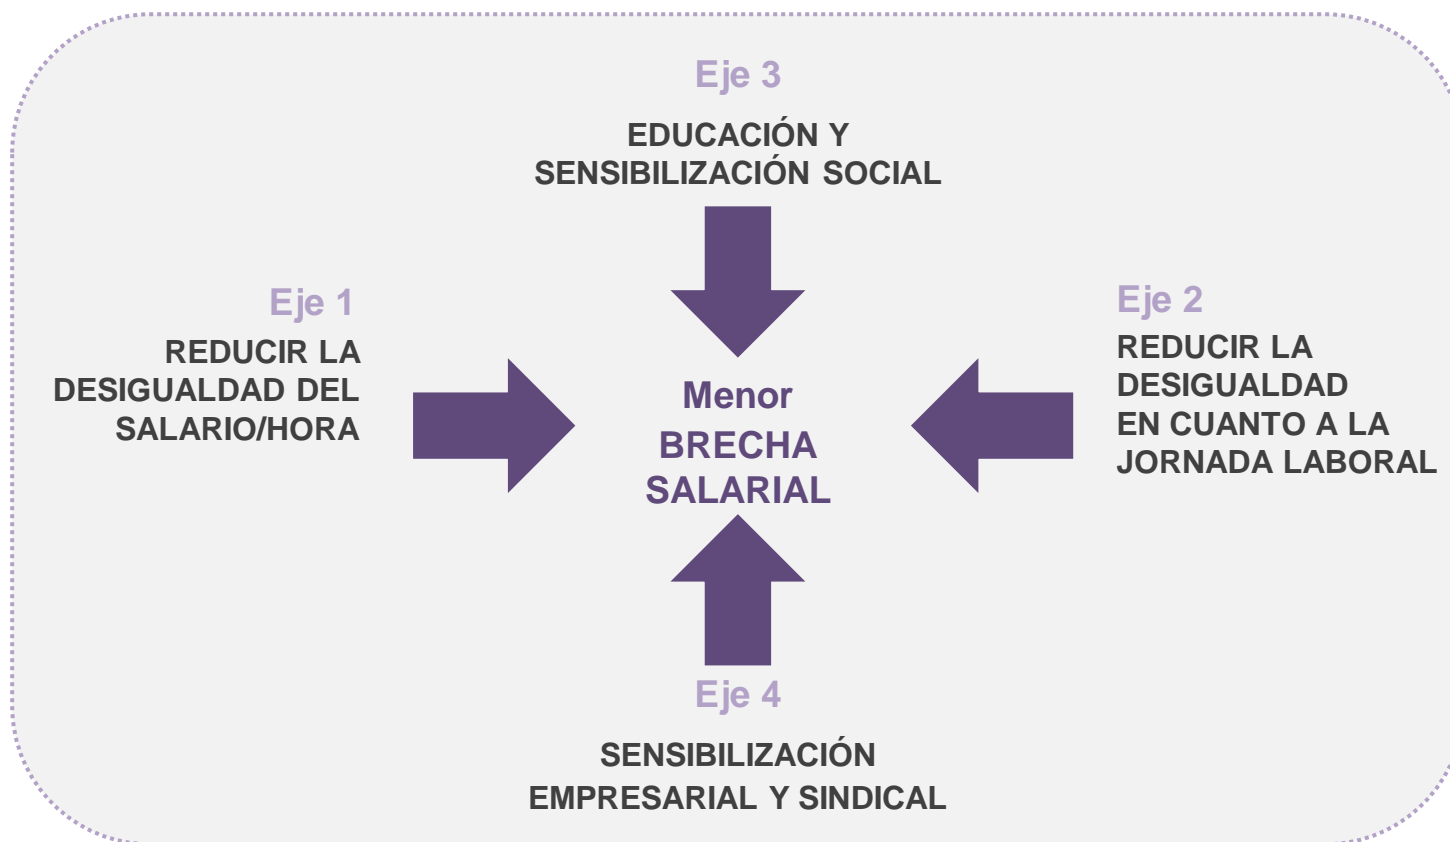 Eje 3
EDUCACIÓN Y
SENSIBILIZACIÓN SOCIAL
Eje 1
REDUCIR LA
DESIGUALDAD DEL
SALARIO/HORA
Menor
BRECHA
SALARIAL
Eje 2
REDUCIR LA
DESIGUALDAD
EN CUANTO A LA
JORNADA LABORAL
Eje 4
SENSIBILIZACIÓN
EMPRESARIAL Y SINDICAL